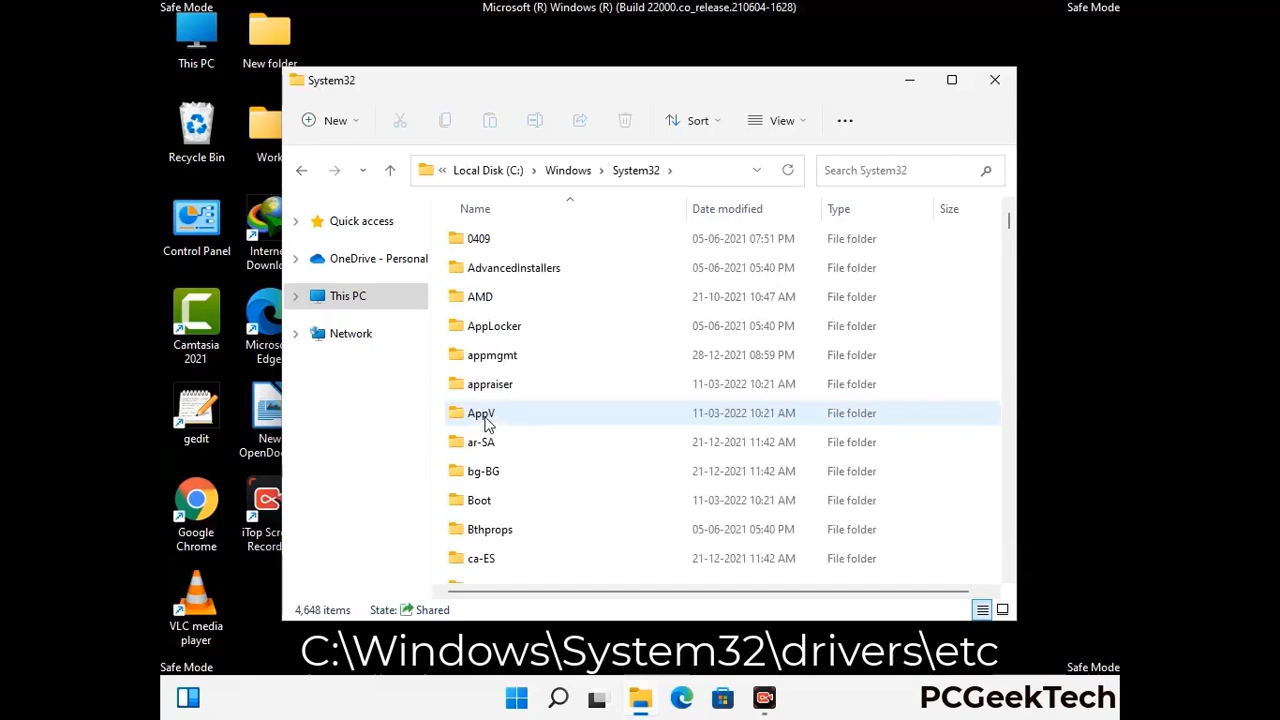 Safe Mode
Microsoft (R) Windows (R) (Build 22000.co_release.210604-1628)
Safe Mode
This PC
New folder
Recycle Bin
Work
Control Panel
Internet
Downlo
Camtasia
2021
Micros
Edge
gedit
New
OpenDo
Google
Chrome
iTop Scre
Record
VLC media
player
System32
New
Sort
View
Local Disk (C:) > Windows > System32 >
Search System32
Quick access
OneDrive - Personal
This PC
Network
Name Date modified Type Size
0409 05-06-2021 07:51 PM File folder
AdvancedInstallers 05-06-2021 05:40 PM File folder
AMD 21-10-2021 10:47 AM File folder
AppLocker 05-06-2021 05:40 PM File folder
appmgmt 28-12-2021 08:59 PM File folder
appraiser 11-03-2022 10:21 AM File folder
AppV 11-03-2022 10:21 AM File folder
ar-SA 21-12-2021 11:42 AM File folder
bg-BG 21-12-2021 11:42 AM File folder
Boot 11-03-2022 10:21 AM File folder
Bthprops 05-06-2021 05:40 PM File folder
ca-ES 21-12-2021 11:42 AM File folder
4,648 items State: Shared
C:\Windows\System32\drivers\etc
Safe Mode
Safe Mode
PCGeekTech